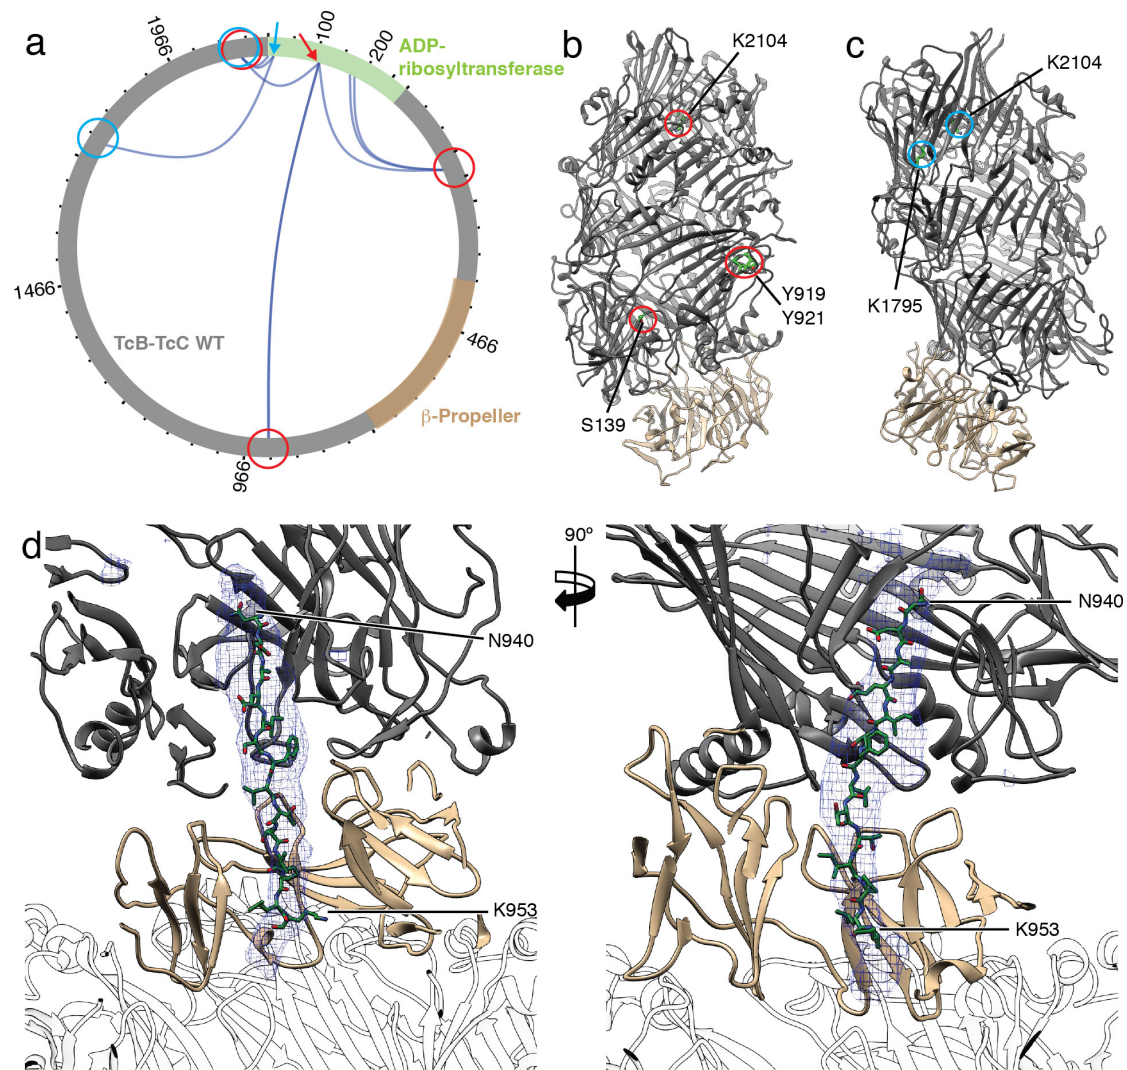 a
1966
100
200
ADP-
ribosyltransferase
1466
TcB-TcC WT
466
β-Propeller
966
b
K2104
Y919
Y921
S139
c
K2104
K1795
d
N940
K953
90º
N940
K953